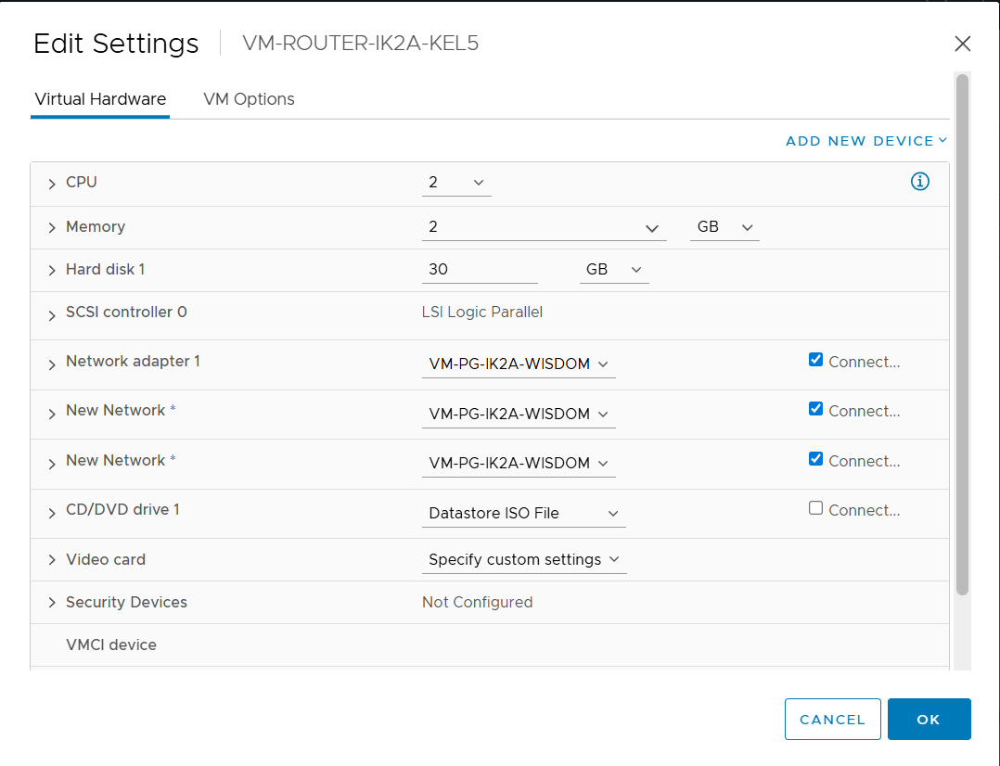 Edit Settings VM-ROUTER-IK2A-KEL5
Virtual Hardware VM Options
ADD NEW DEVICE
CPU 2
Memory 2 GB
Hard disk 1 30 GB
SCSI controller 0 LSI Logic Parallel
Network adapter 1 VM-PG-IK2A-WISDOM Connect...
New Network * VM-PG-IK2A-WISDOM Connect...
New Network * VM-PG-IK2A-WISDOM Connect...
CD/DVD drive 1 Datastore ISO File Connect...
Video card Specify custom settings
Security Devices Not Configured
VMCI device
CANCEL OK